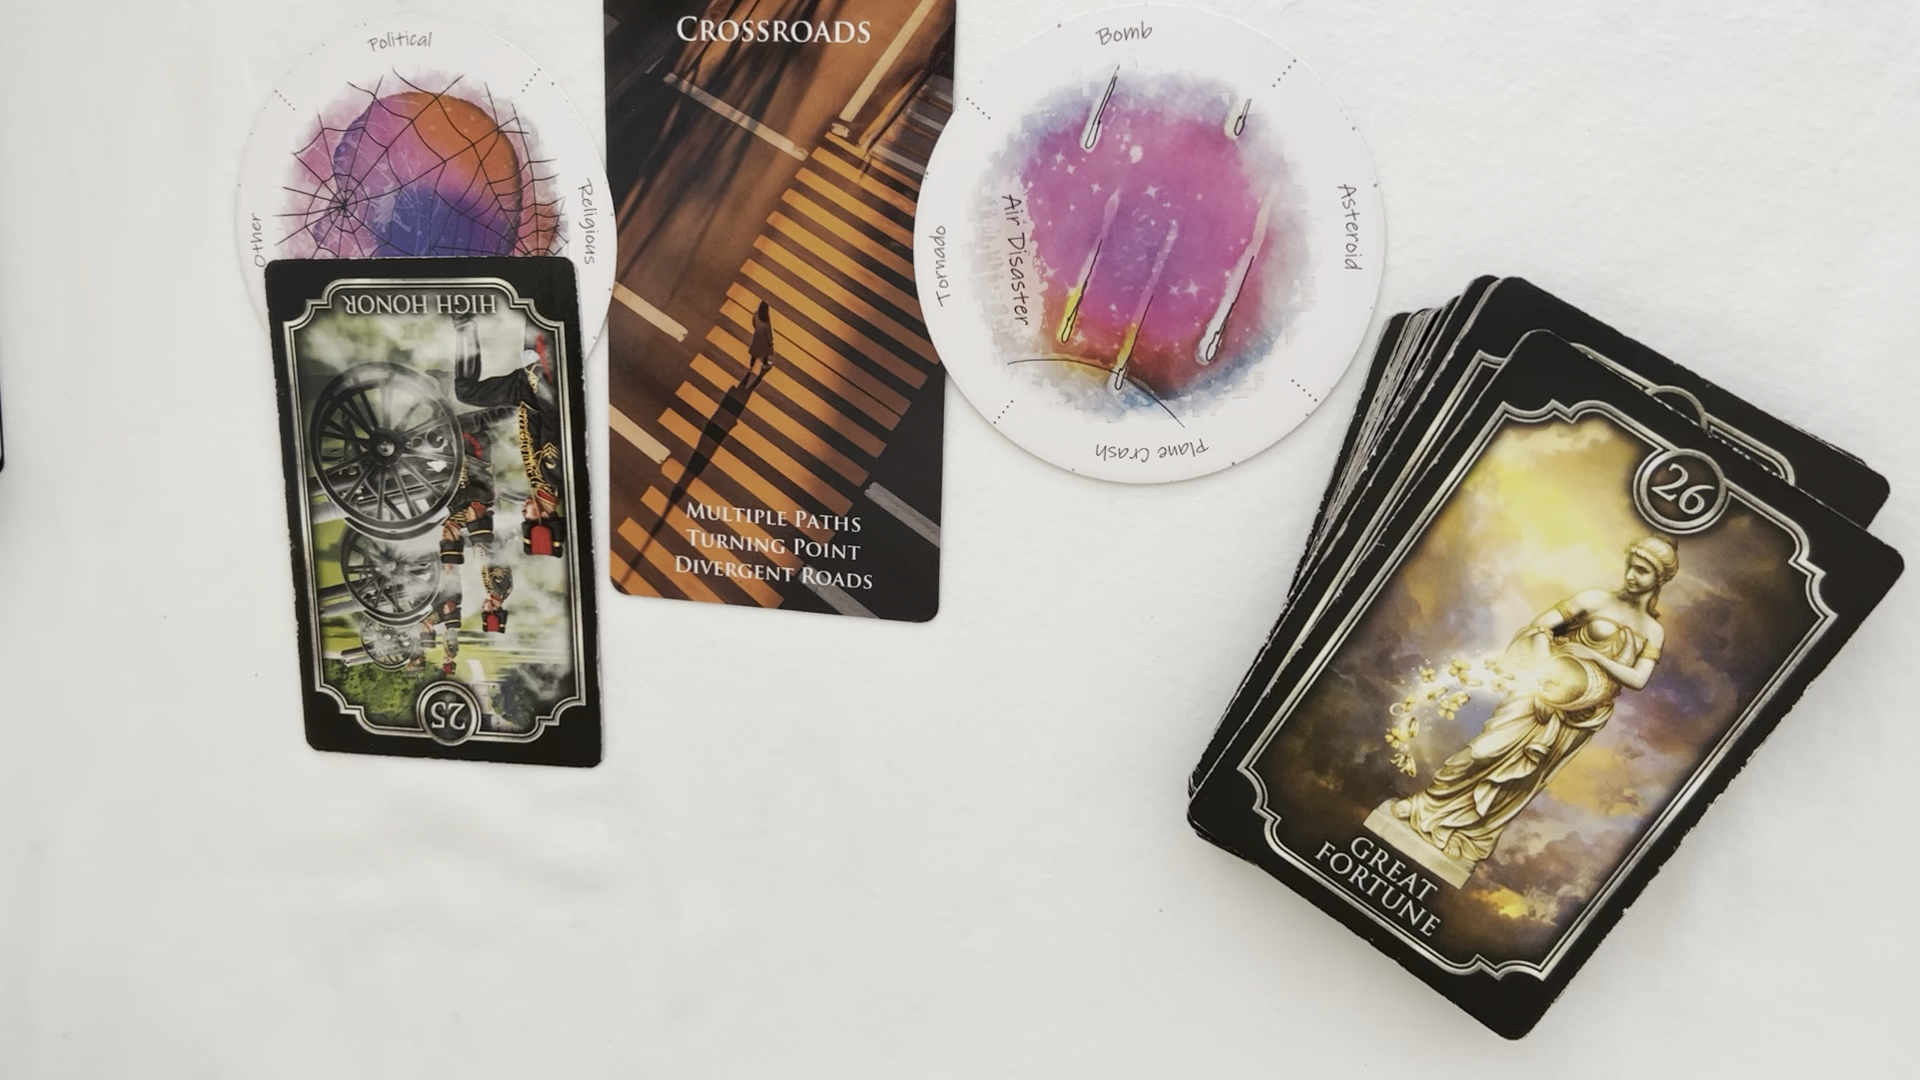 Political
Religious
Other
HIGH HONOR
25
CROSSROADS
MULTIPLE PATHS
TURNING POINT
DIVERGENT ROADS
Bomb
Asteroid
Plane Crash
Tornado
Air Disaster
26
GREAT
FORTUNE